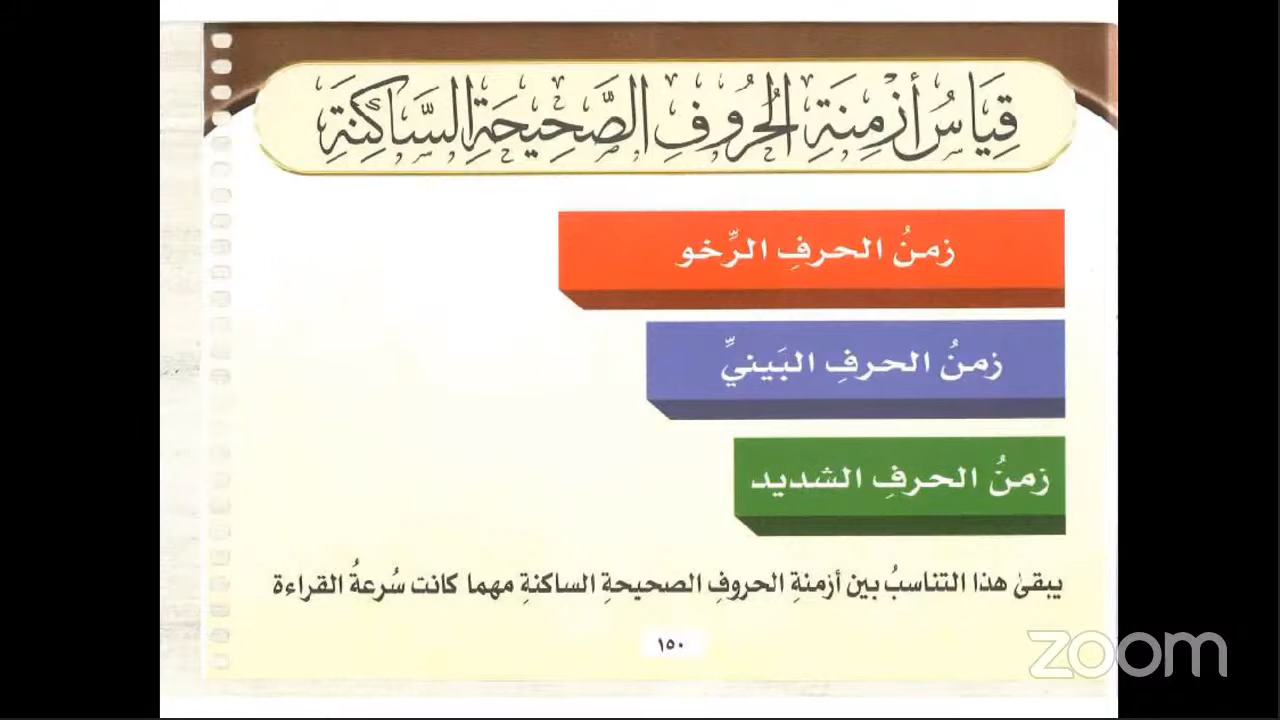 قِيَاسُ أَزْمِنَةِ الحُرُوفِ الصَّحِيحَةِ السَّاكِنَةِ
زمنُ الحرفِ الرِّخو
زمنُ الحرفِ البَينيِّ
زمنُ الحرفِ الشديد
يبقىٰ هذا التناسبُ بين أزمنةِ الحروفِ الصحيحةِ الساكنةِ مهما كانت سُرعةُ القراءة
١٥٠
zoom